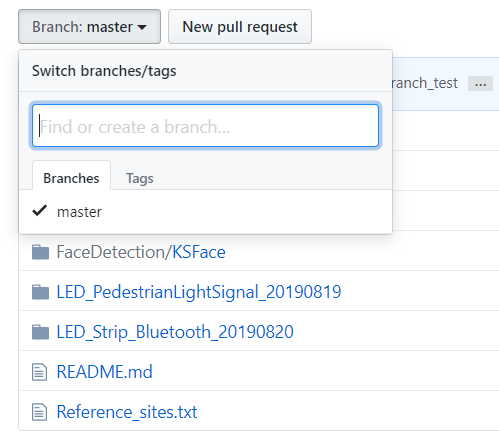 Branch: master
New pull request
Switch branches/tags
ranch_test ...
Find or create a branch...
Branches
Tags
master
FaceDetection/KSFace
LED_PedestrianLightSignal_20190819
LED_Strip_Bluetooth_20190820
README.md
Reference_sites.txt